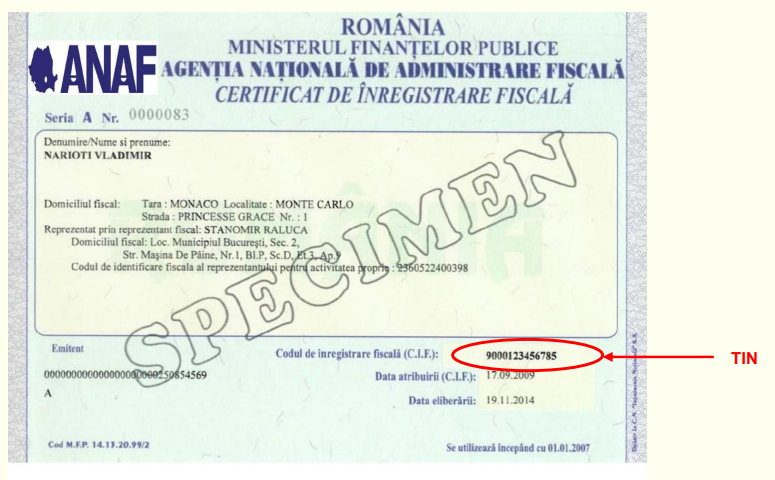 ROMÂNIA
MINISTERUL FINANȚELOR PUBLICE
ANAF
AGENȚIA NAȚIONALĂ DE ADMINISTRARE FISCALĂ
CERTIFICAT DE ÎNREGISTRARE FISCALĂ
Seria A Nr. 0000083
Denumire/Nume si prenume:
NARIOTI VLADIMIR
Domiciliul fiscal: Tara : MONACO Localitate : MONTE CARLO
Strada : PRINCESSE GRACE Nr. : 1
Reprezentat prin reprezentant fiscal: STANOMIR RALUCA
Domiciliul fiscal: Loc. Municipiul București, Sec. 2,
Str. Mașina De Pâine, Nr.1, Bl.P, Sc.D, Et.3, Ap.9
Codul de identificare fiscala al reprezentantului pentru activitatea proprie : 2360522400398
SPECIMEN
Emitent
Codul de înregistrare fiscală (C.I.F.): 9000123456785
TIN
Data atribuirii (C.I.F.): 17.09.2009
A
Data eliberării: 19.11.2014
Cod M.F.P. 14.13.20.99/2
Se utilizează începând cu 01.01.2007